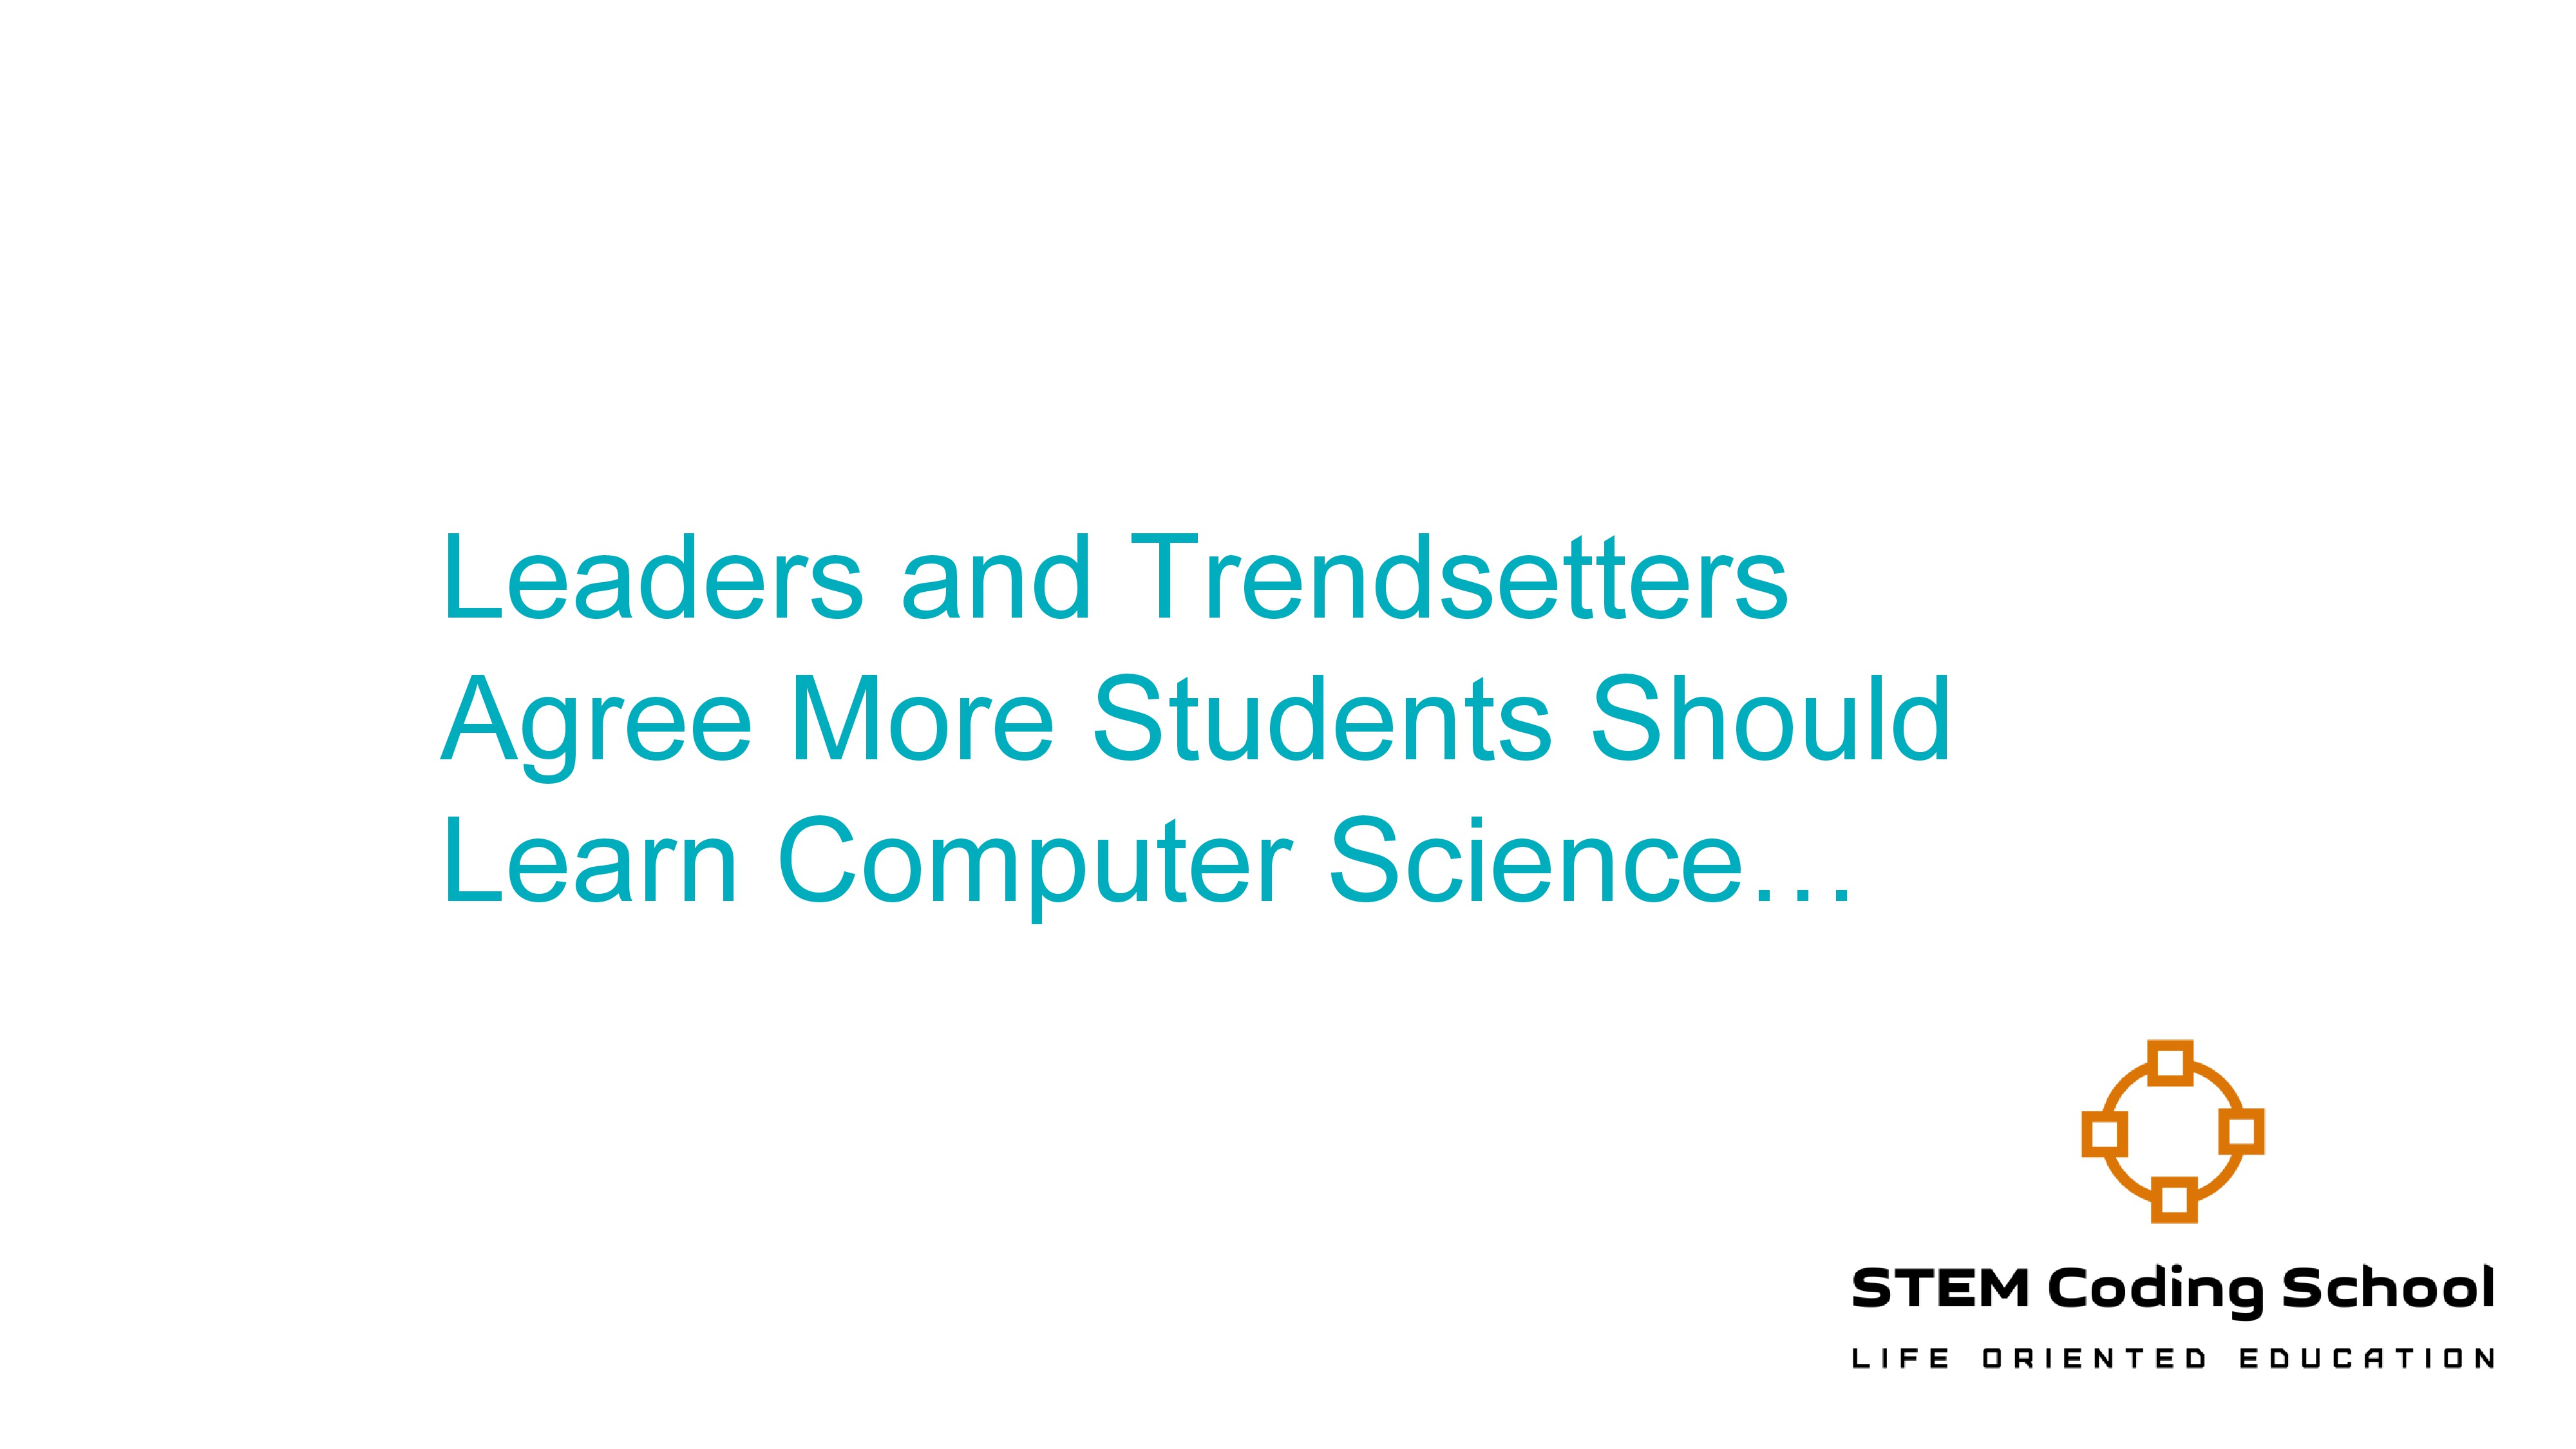 Leaders and Trendsetters
Agree More Students Should
Learn Computer Science…
STEM Coding School
LIFE ORIENTED EDUCATION